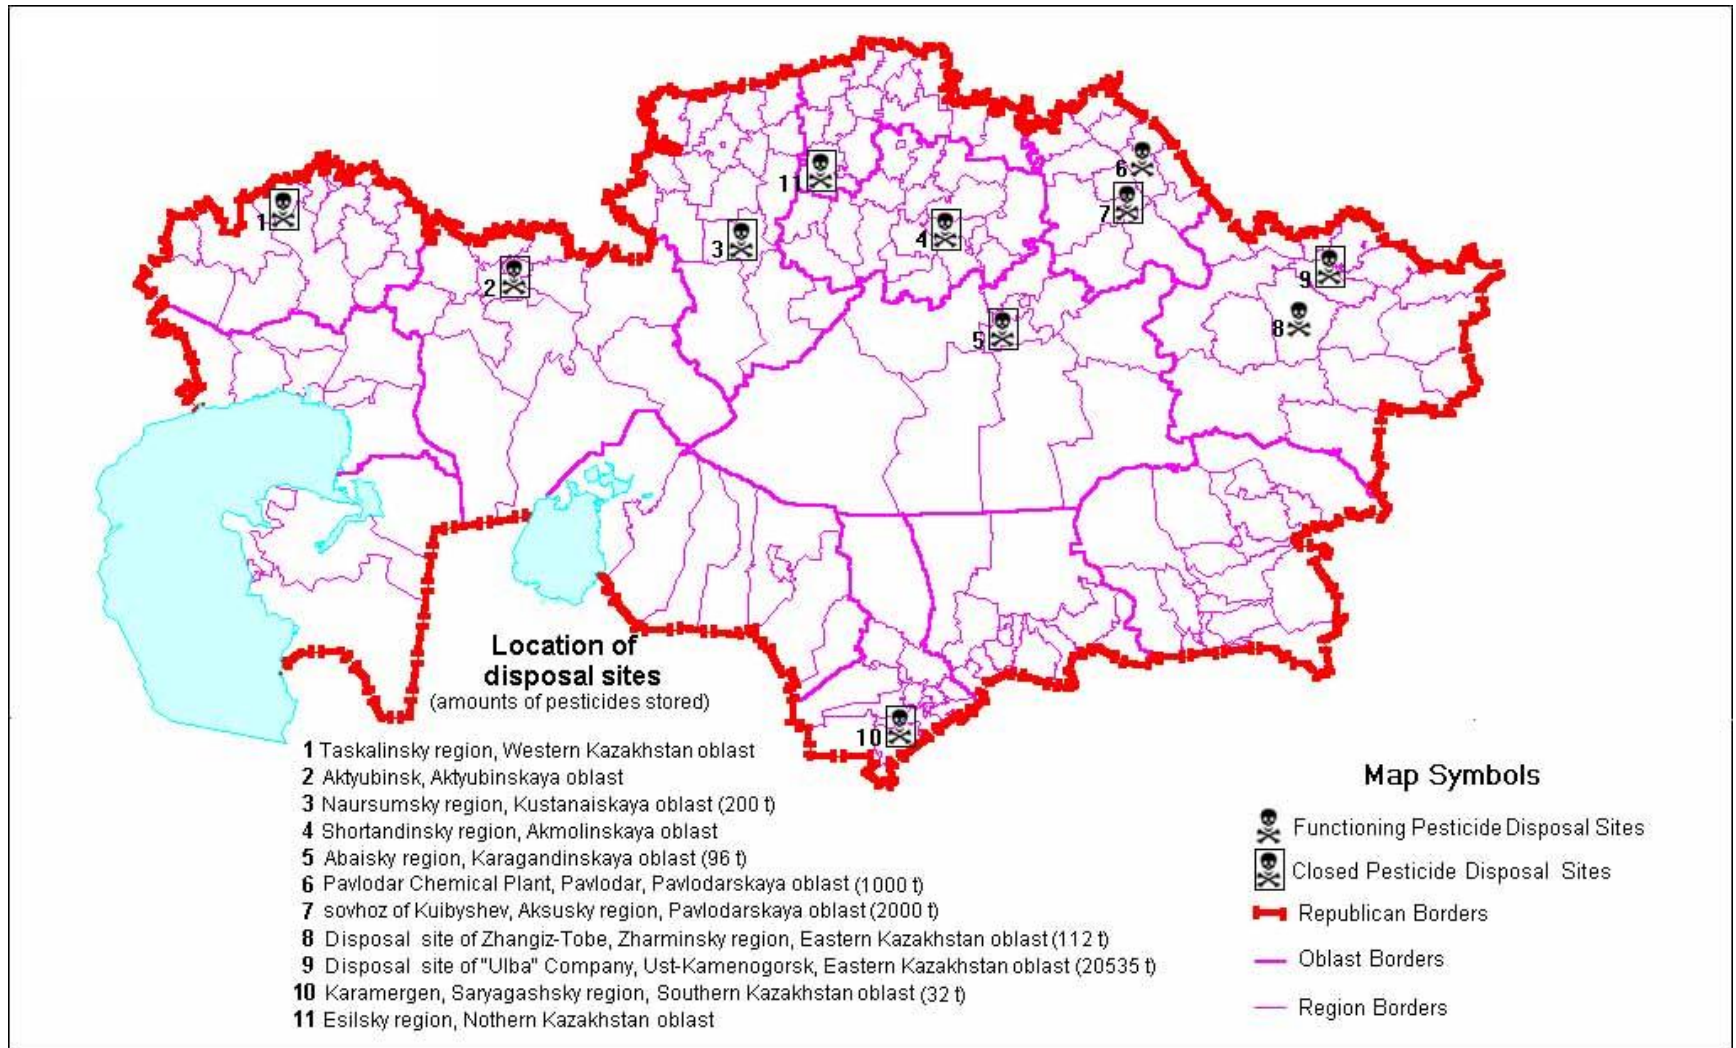 11
6
1
7
3
4
2
9
8
5
10
Location of
disposal sites
(amounts of pesticides stored)
1 Taskalinsky region, Western Kazakhstan oblast
2 Aktyubinsk, Aktyubinskaya oblast
3 Naursumsky region, Kustanaiskaya oblast (200 t)
4 Shortandinsky region, Akmolinskaya oblast
5 Abaisky region, Karagandinskaya oblast (96 t)
6 Pavlodar Chemical Plant, Pavlodar, Pavlodarskaya oblast (1000 t)
7 sovhoz of Kuibyshev, Aksusky region, Pavlodarskaya oblast (2000 t)
8 Disposal site of Zhangiz-Tobe, Zharminsky region, Eastern Kazakhstan oblast (112 t)
9 Disposal site of "Ulba" Company, Ust-Kamenogorsk, Eastern Kazakhstan oblast (20535 t)
10 Karamergen, Saryagashsky region, Southern Kazakhstan oblast (32 t)
11 Esilsky region, Nothern Kazakhstan oblast
Map Symbols
Functioning Pesticide Disposal Sites
Closed Pesticide Disposal Sites
Republican Borders
Oblast Borders
Region Borders